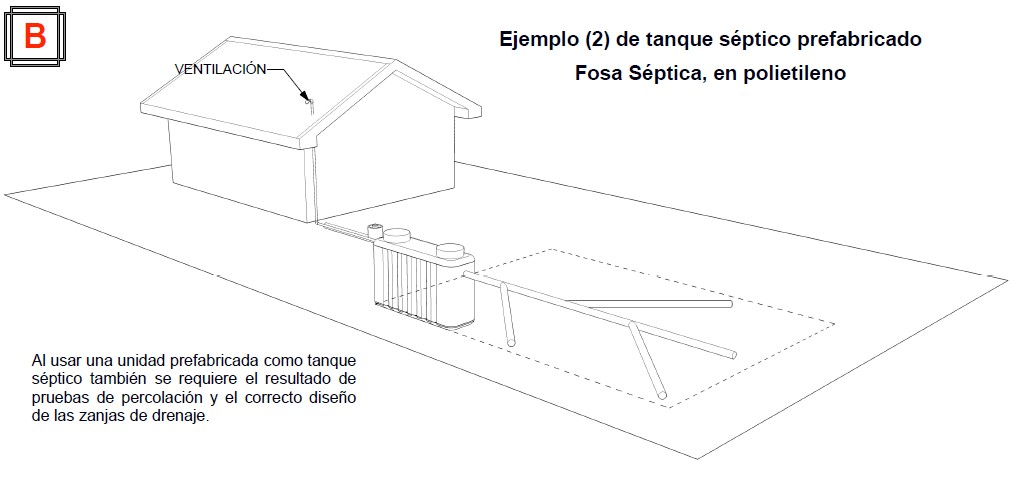 B
Ejemplo (2) de tanque séptico prefabricado
Fosa Séptica, en polietileno
VENTILACIÓN
Al usar una unidad prefabricada como tanque
séptico también se requiere el resultado de
pruebas de percolación y el correcto diseño
de las zanjas de drenaje.